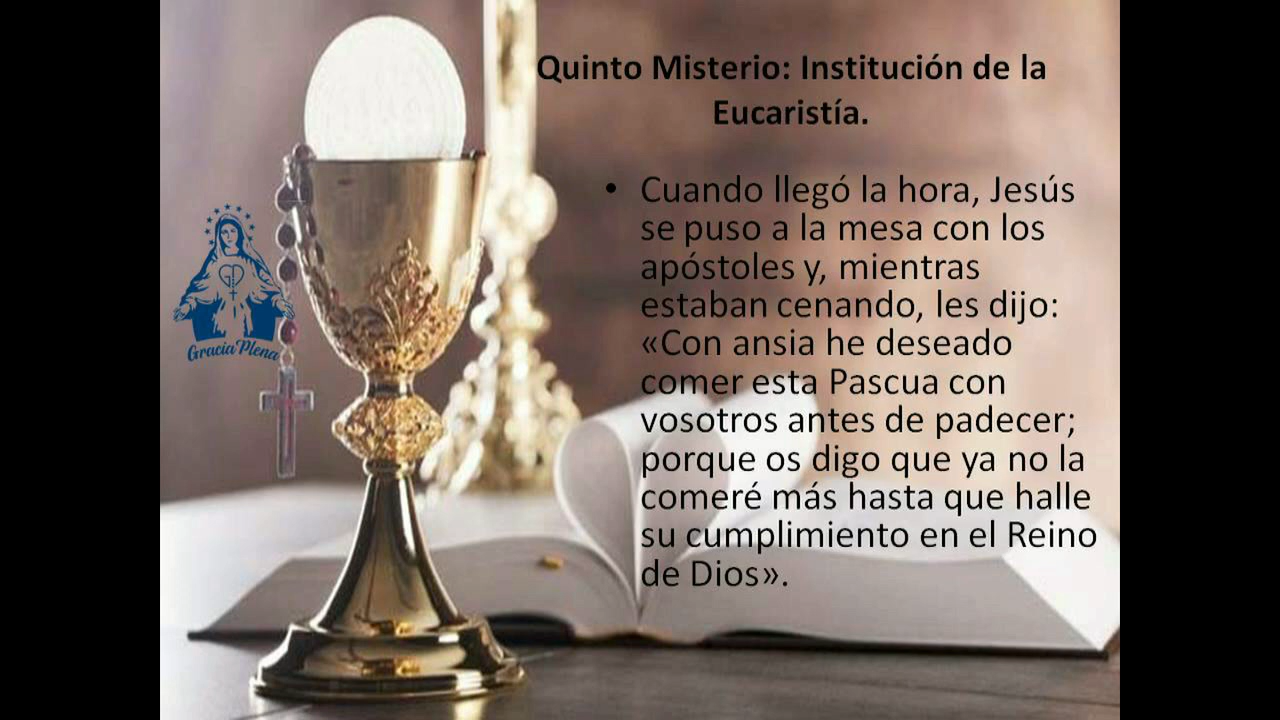 Quinto Misterio: Institución de la
Eucaristía.
• Cuando llegó la hora, Jesús
se puso a la mesa con los
apóstoles y, mientras
estaban cenando, les dijo:
«Con ansia he deseado
comer esta Pascua con
vosotros antes de padecer;
porque os digo que ya no la
comeré más hasta que halle
su cumplimiento en el Reino
de Dios».
Gracia Plena